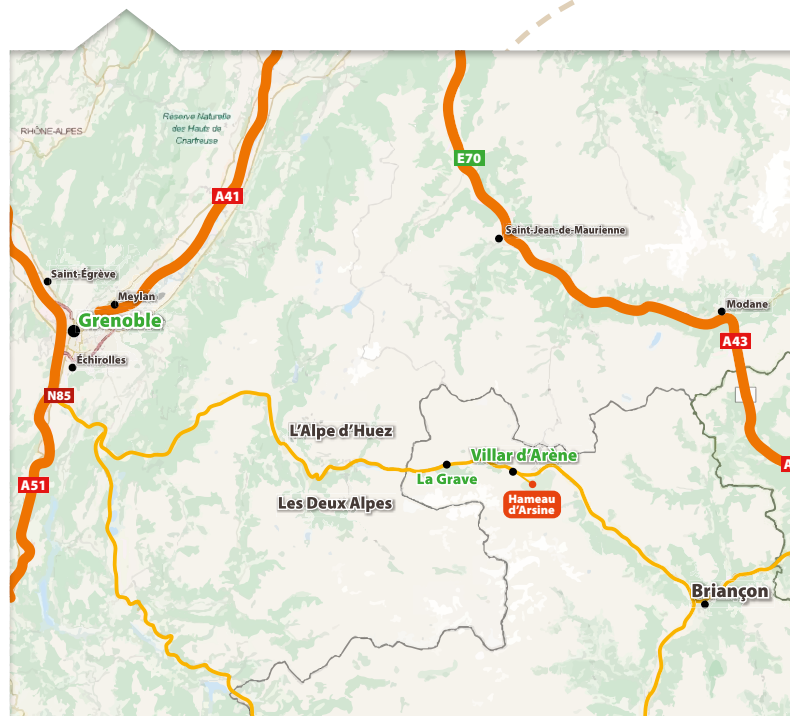 Réserve Naturelle
des Hauts de
Chartreuse
RHÔNE-ALPES
E70
A41
Saint-Jean-de-Maurienne
Saint-Égrève
Meylan
Modane
Grenoble
A43
Échirolles
N85
L'Alpe d'Huez
Villar d'Arène
A
La Grave
A51
Les Deux Alpes
Hameau
d'Arsine
Briançon